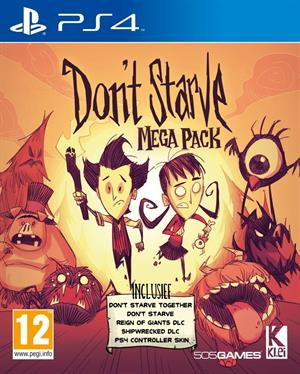 PS4
Don't Starve
MEGA PACK
INCLUSIEF
DON'T STARVE TOGETHER
DON'T STARVE
REIGN OF GIANTS DLC
SHIPWRECKED DLC
PS4 CONTROLLER SKIN
12
www.pegi.info
505GAMES
Klei